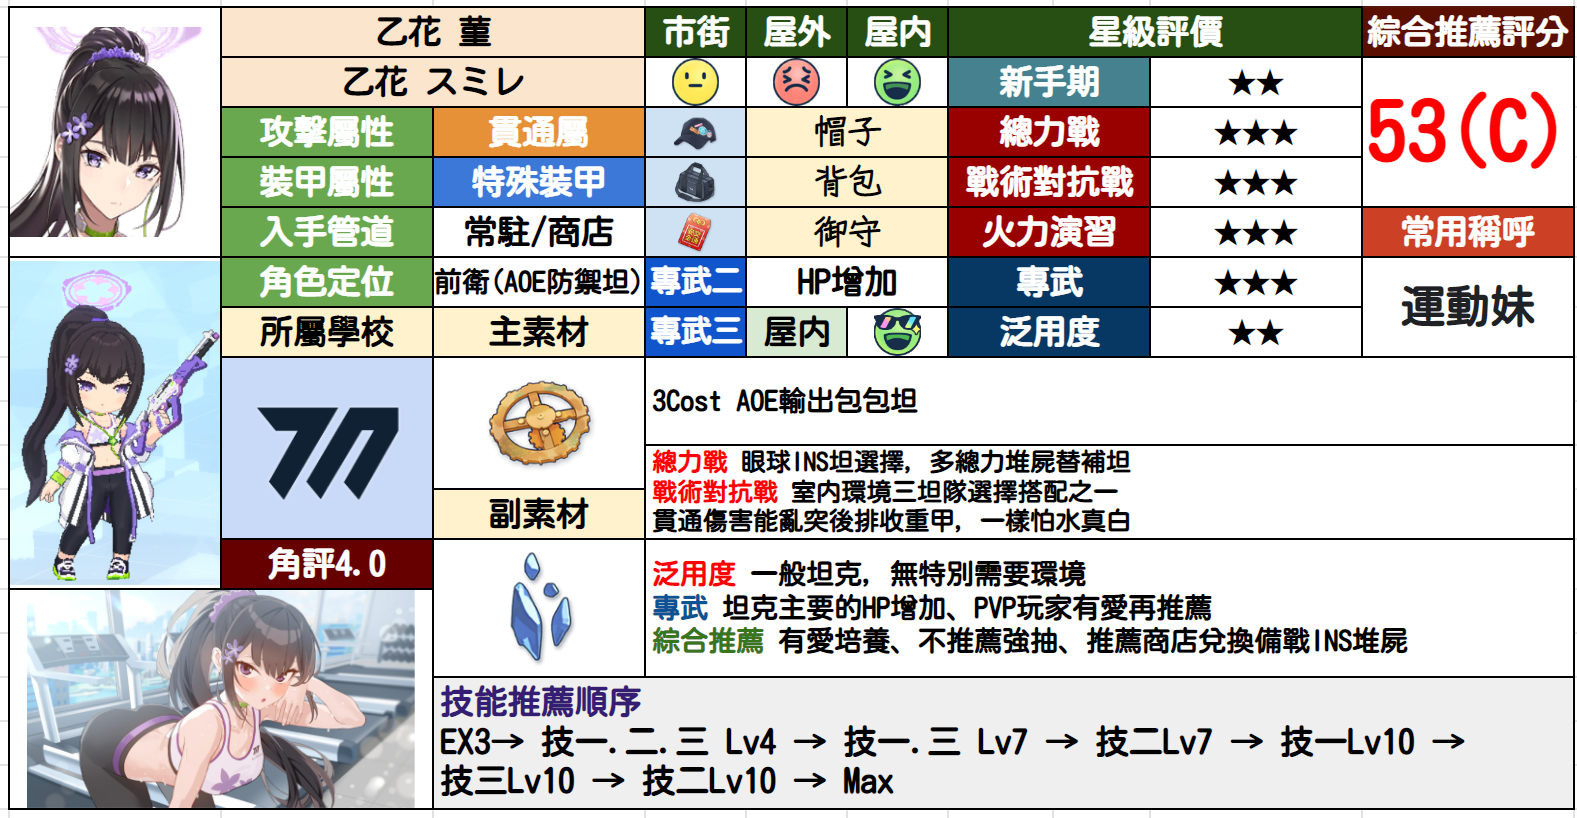 乙花 菫
市街
屋外
屋內
星級評價
綜合推薦評分
乙花 スミレ
新手期
★★
53(C)
攻擊屬性
貫通屬
帽子
總力戰
★★★
裝甲屬性
特殊裝甲
背包
戰術對抗戰
★★★
入手管道
常駐/商店
御守
火力演習
★★★
常用稱呼
角色定位
前衛(AOE防禦坦)
專武二
HP增加
專武
★★★
運動妹
所屬學校
主素材
專武三
屋內
泛用度
★★
3Cost AOE輸出包包坦
總力戰 眼球INS坦選擇, 多總力堆屍替補坦
戰術對抗戰 室內環境三坦隊選擇搭配之一
貫通傷害能亂突後排收重甲, 一樣怕水真白
副素材
角評4.0
泛用度 一般坦克, 無特別需要環境
專武 坦克主要的HP增加、PVP玩家有愛再推薦
綜合推薦 有愛培養、不推薦強抽、推薦商店兌換備戰INS堆屍
技能推薦順序
EX3→ 技一.二.三 Lv4 → 技一.三 Lv7 → 技二Lv7 → 技一Lv10 →
技三Lv10 → 技二Lv10 → Max